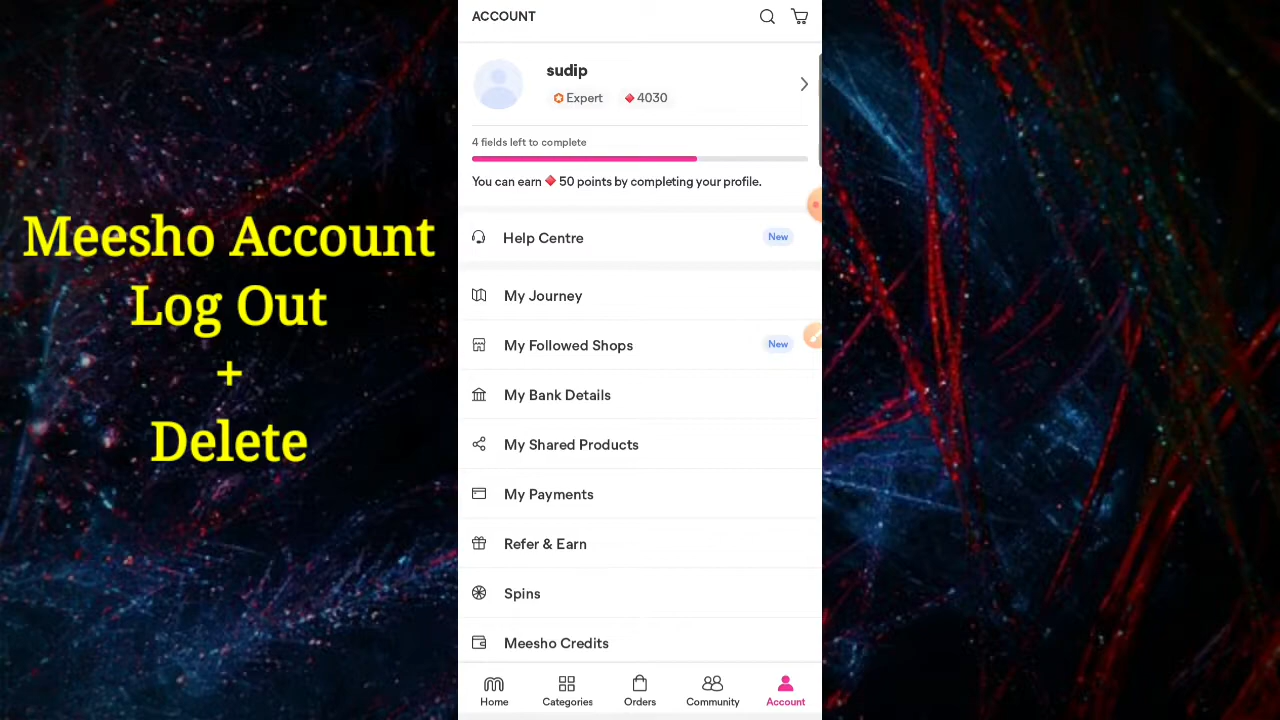 Meesho Account
Log Out
+
Delete
ACCOUNT
sudip
Expert 4030
4 fields left to complete
You can earn 50 points by completing your profile.
Help Centre New
My Journey
My Followed Shops New
My Bank Details
My Shared Products
My Payments
Refer & Earn
Spins
Meesho Credits
Home Categories Orders Community Account